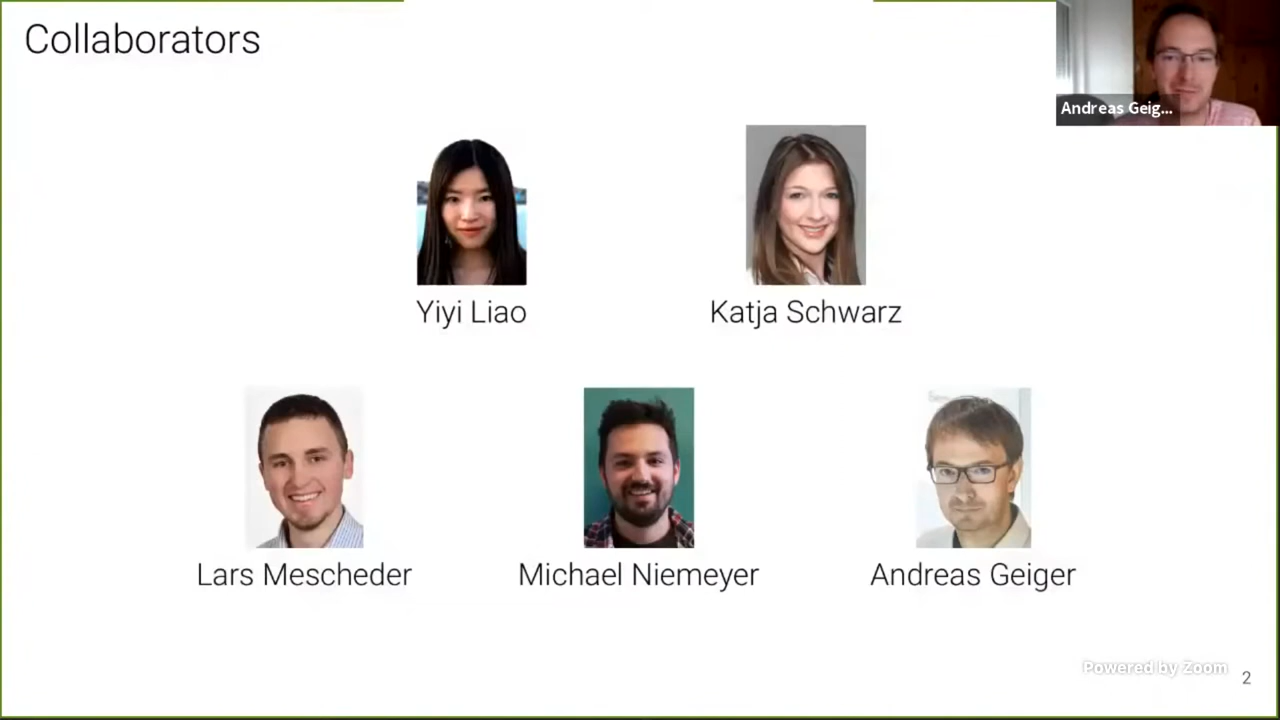 Collaborators
Andreas Geig...
Yiyi Liao
Katja Schwarz
Lars Mescheder
Michael Niemeyer
Andreas Geiger
Powered by Zoom
2